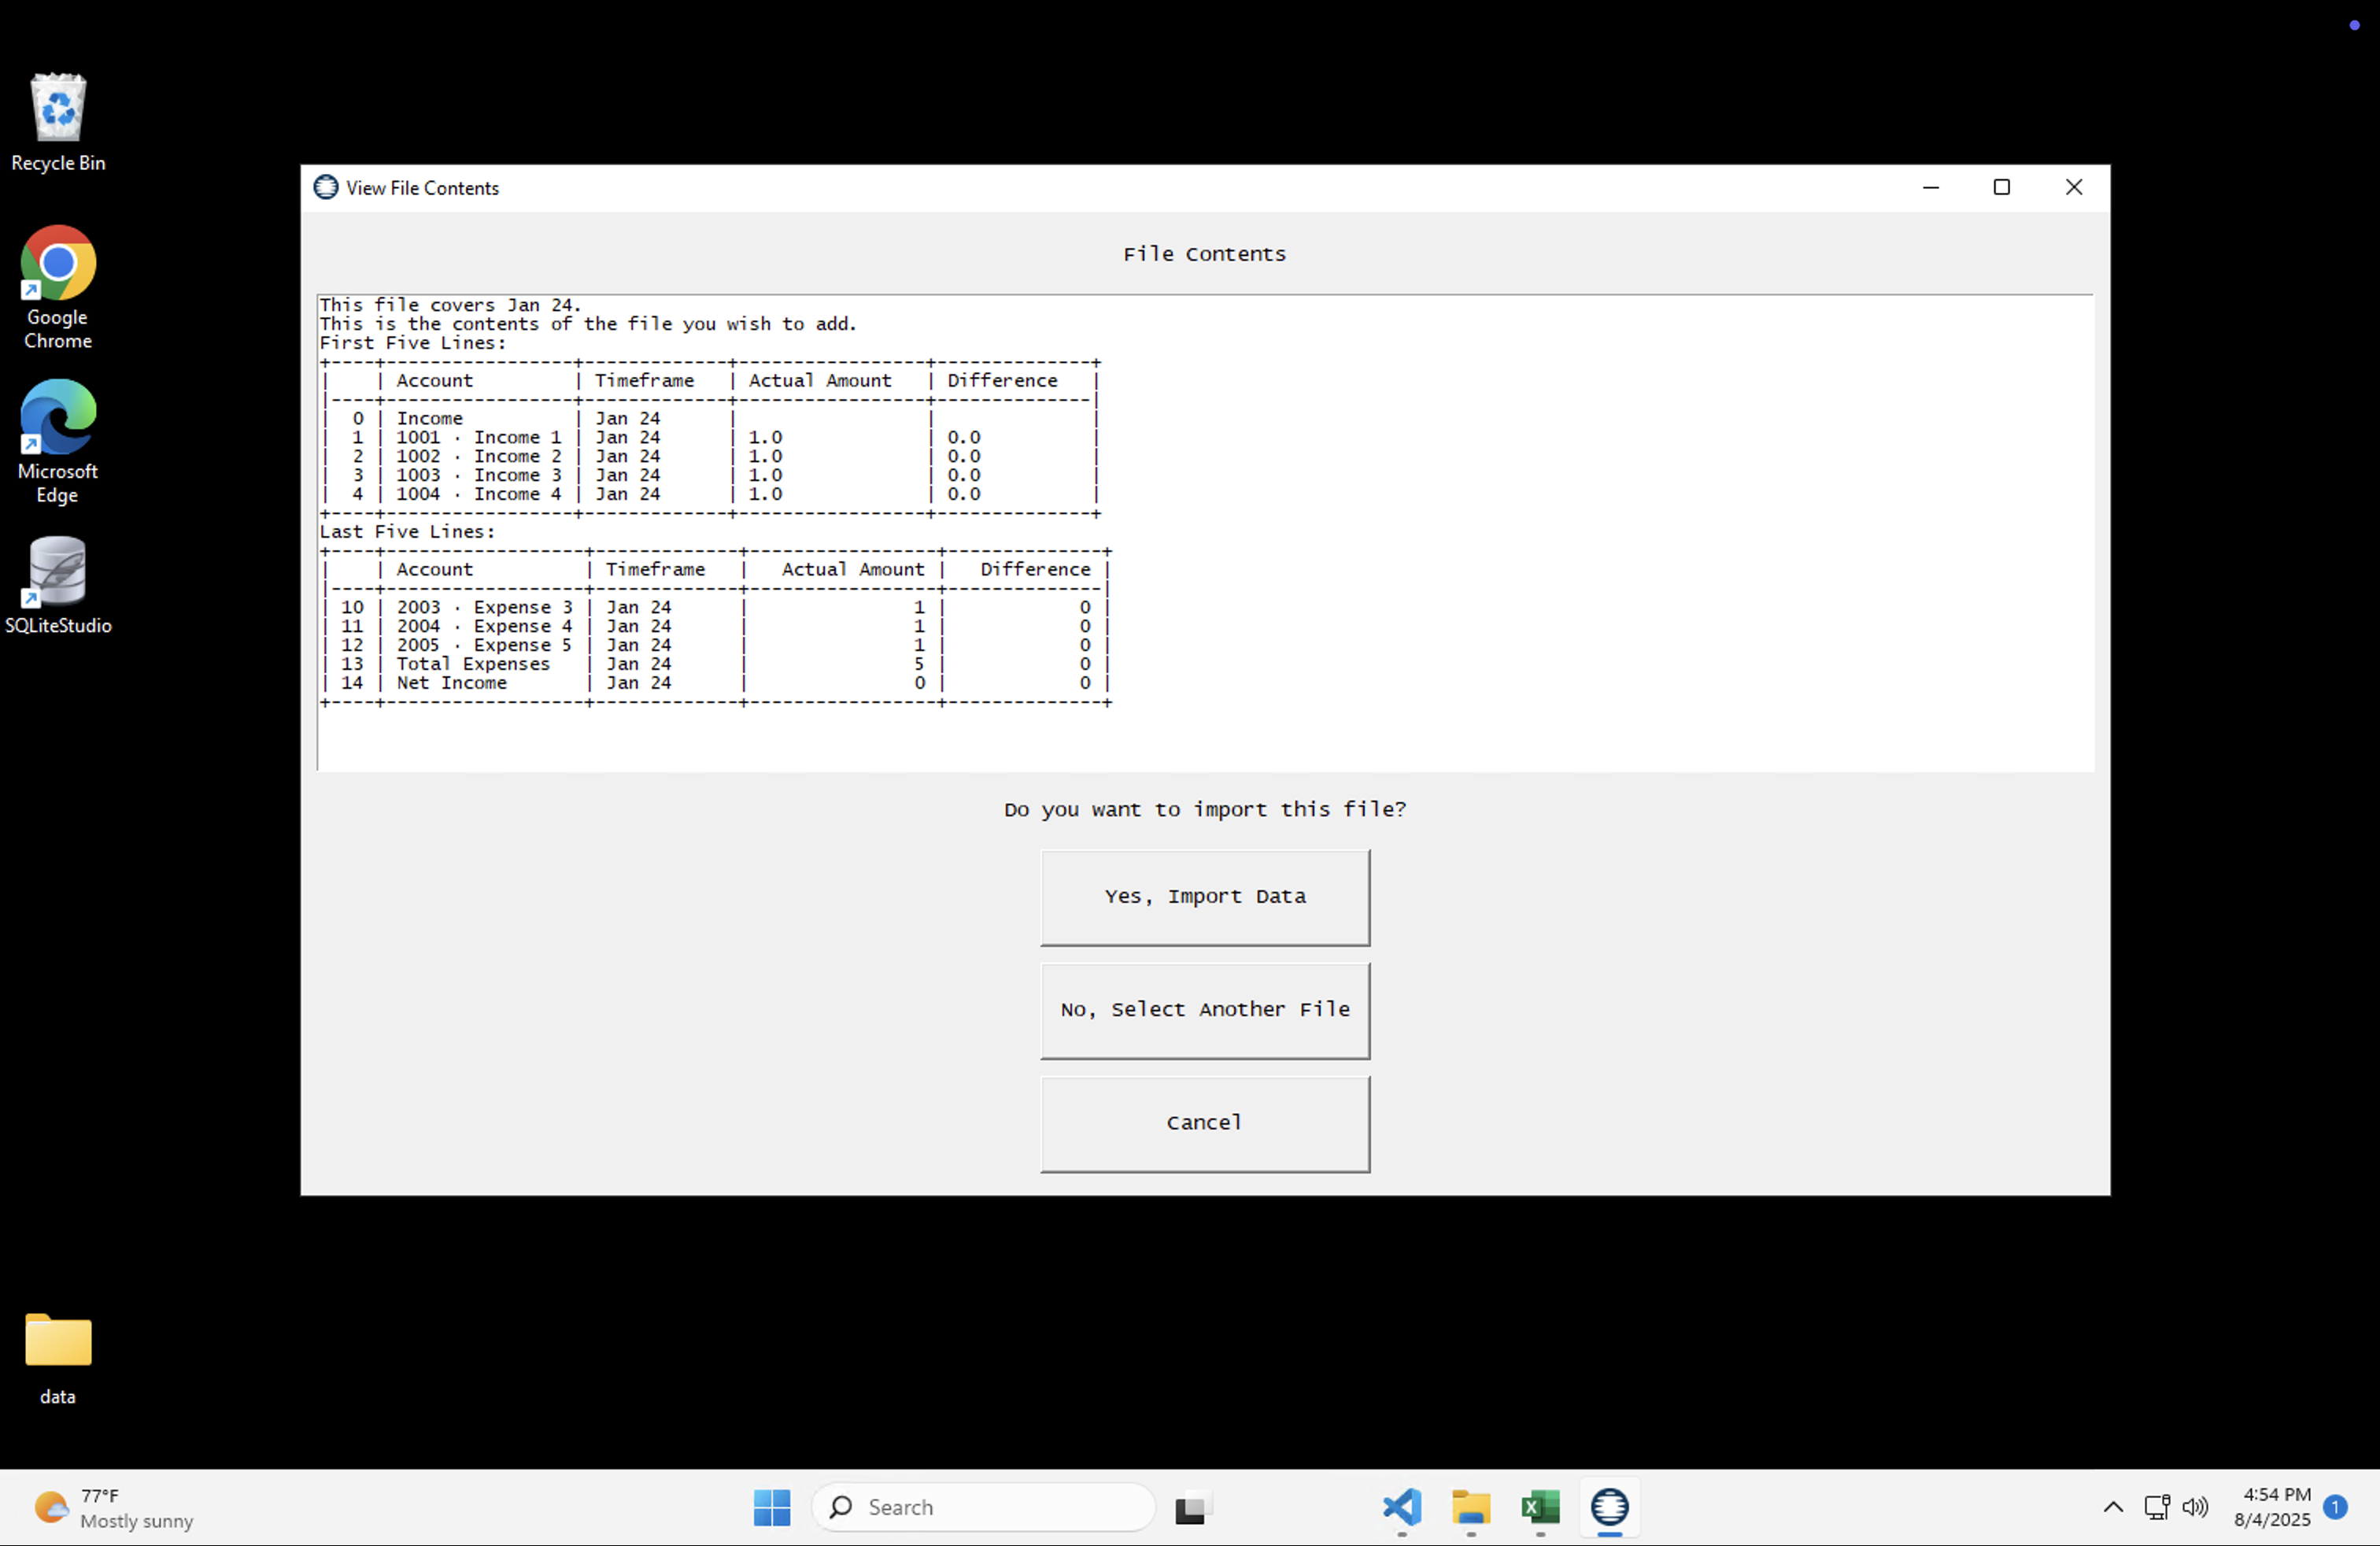 Recycle Bin
Google
Chrome
Microsoft
Edge
SQLiteStudio
data
View File Contents
File Contents
This file covers Jan 24.
This is the contents of the file you wish to add.
First Five Lines:
+----+-----------------+-------------+-----------------+--------------+
|    | Account         | Timeframe   | Actual Amount   | Difference   |
|----+-----------------+-------------+-----------------+--------------|
|  0 | Income          | Jan 24      |                 |              |
|  1 | 1001 · Income 1 | Jan 24      | 1.0             | 0.0          |
|  2 | 1002 · Income 2 | Jan 24      | 1.0             | 0.0          |
|  3 | 1003 · Income 3 | Jan 24      | 1.0             | 0.0          |
|  4 | 1004 · Income 4 | Jan 24      | 1.0             | 0.0          |
+----+-----------------+-------------+-----------------+--------------+
Last Five Lines:
+----+------------------+-------------+-----------------+--------------+
|    | Account          | Timeframe   |   Actual Amount |   Difference |
|----+------------------+-------------+-----------------+--------------|
| 10 | 2003 · Expense 3 | Jan 24      |               1 |            0 |
| 11 | 2004 · Expense 4 | Jan 24      |               1 |            0 |
| 12 | 2005 · Expense 5 | Jan 24      |               1 |            0 |
| 13 | Total Expenses   | Jan 24      |               5 |            0 |
| 14 | Net Income       | Jan 24      |               0 |            0 |
+----+------------------+-------------+-----------------+--------------+
Do you want to import this file?
Yes, Import Data
No, Select Another File
Cancel
77°F
Mostly sunny
Search
4:54 PM
8/4/2025
1